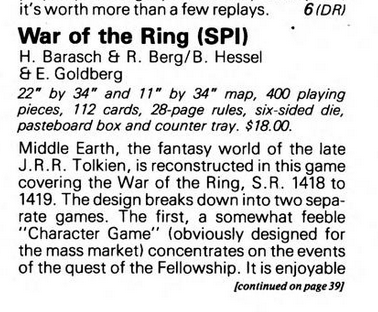 it's worth more than a few replays. 6 (DR)
War of the Ring (SPI)
H. Barasch & R. Berg/B. Hessel
& E. Goldberg
22" by 34" and 11" by 34" map, 400 playing
pieces, 112 cards, 28-page rules, six-sided die,
pasteboard box and counter tray. $18.00.
Middle Earth, the fantasy world of the late
J.R.R. Tolkien, is reconstructed in this game
covering the War of the Ring, S.R. 1418 to
1419. The design breaks down into two sepa-
rate games. The first, a somewhat feeble
"Character Game" (obviously designed for
the mass market) concentrates on the events
of the quest of the Fellowship. It is enjoyable
[continued on page 39]